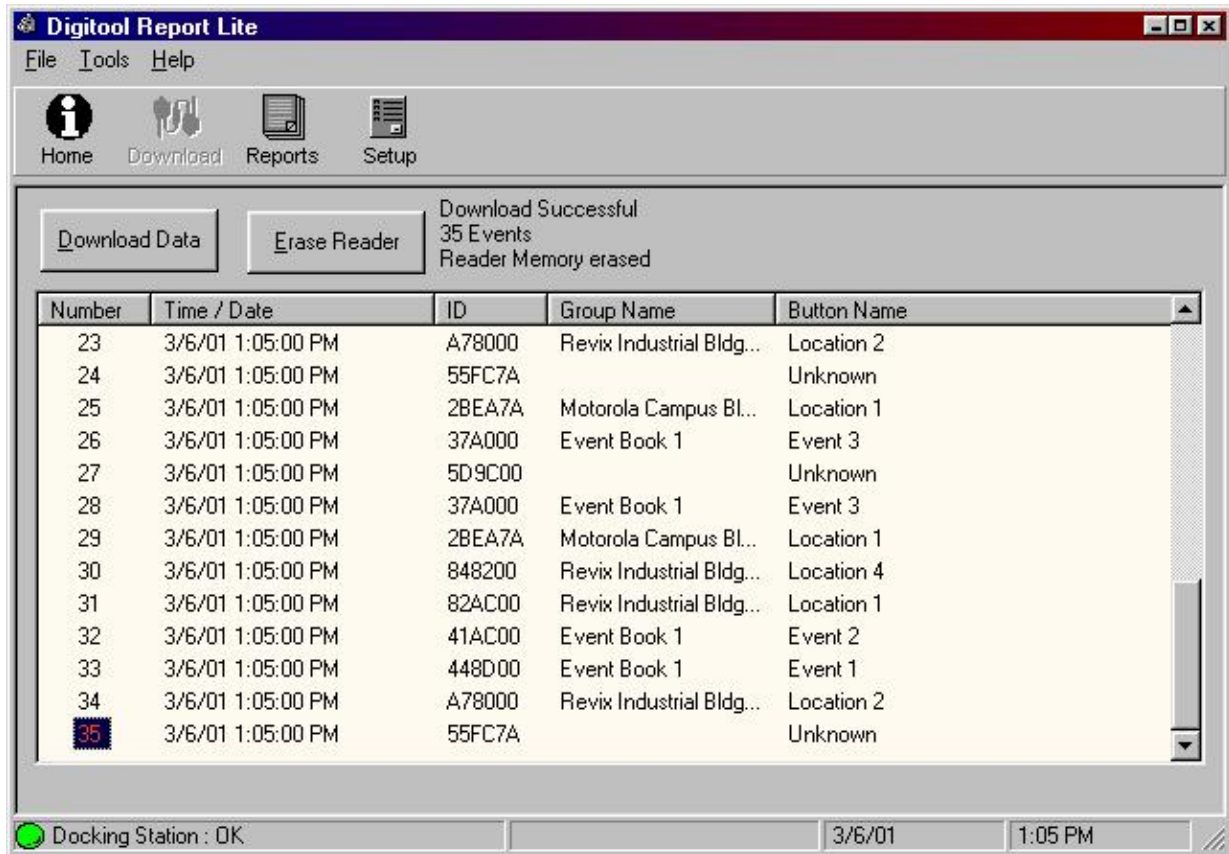 Digitool Report Lite
File Tools Help
Home Download Reports Setup
Download Data Erase Reader
Download Successful
35 Events
Reader Memory erased
Number Time / Date ID Group Name Button Name
23 3/6/01 1:05:00 PM A78000 Revix Industrial Bldg... Location 2
24 3/6/01 1:05:00 PM 55FC7A Unknown
25 3/6/01 1:05:00 PM 2BEA7A Motorola Campus Bl... Location 1
26 3/6/01 1:05:00 PM 37A000 Event Book 1 Event 3
27 3/6/01 1:05:00 PM 5D9C00 Unknown
28 3/6/01 1:05:00 PM 37A000 Event Book 1 Event 3
29 3/6/01 1:05:00 PM 2BEA7A Motorola Campus Bl... Location 1
30 3/6/01 1:05:00 PM 848200 Revix Industrial Bldg... Location 4
31 3/6/01 1:05:00 PM 82AC00 Revix Industrial Bldg... Location 1
32 3/6/01 1:05:00 PM 41AC00 Event Book 1 Event 2
33 3/6/01 1:05:00 PM 448D00 Event Book 1 Event 1
34 3/6/01 1:05:00 PM A78000 Revix Industrial Bldg... Location 2
35 3/6/01 1:05:00 PM 55FC7A Unknown
Docking Station : OK 3/6/01 1:05 PM